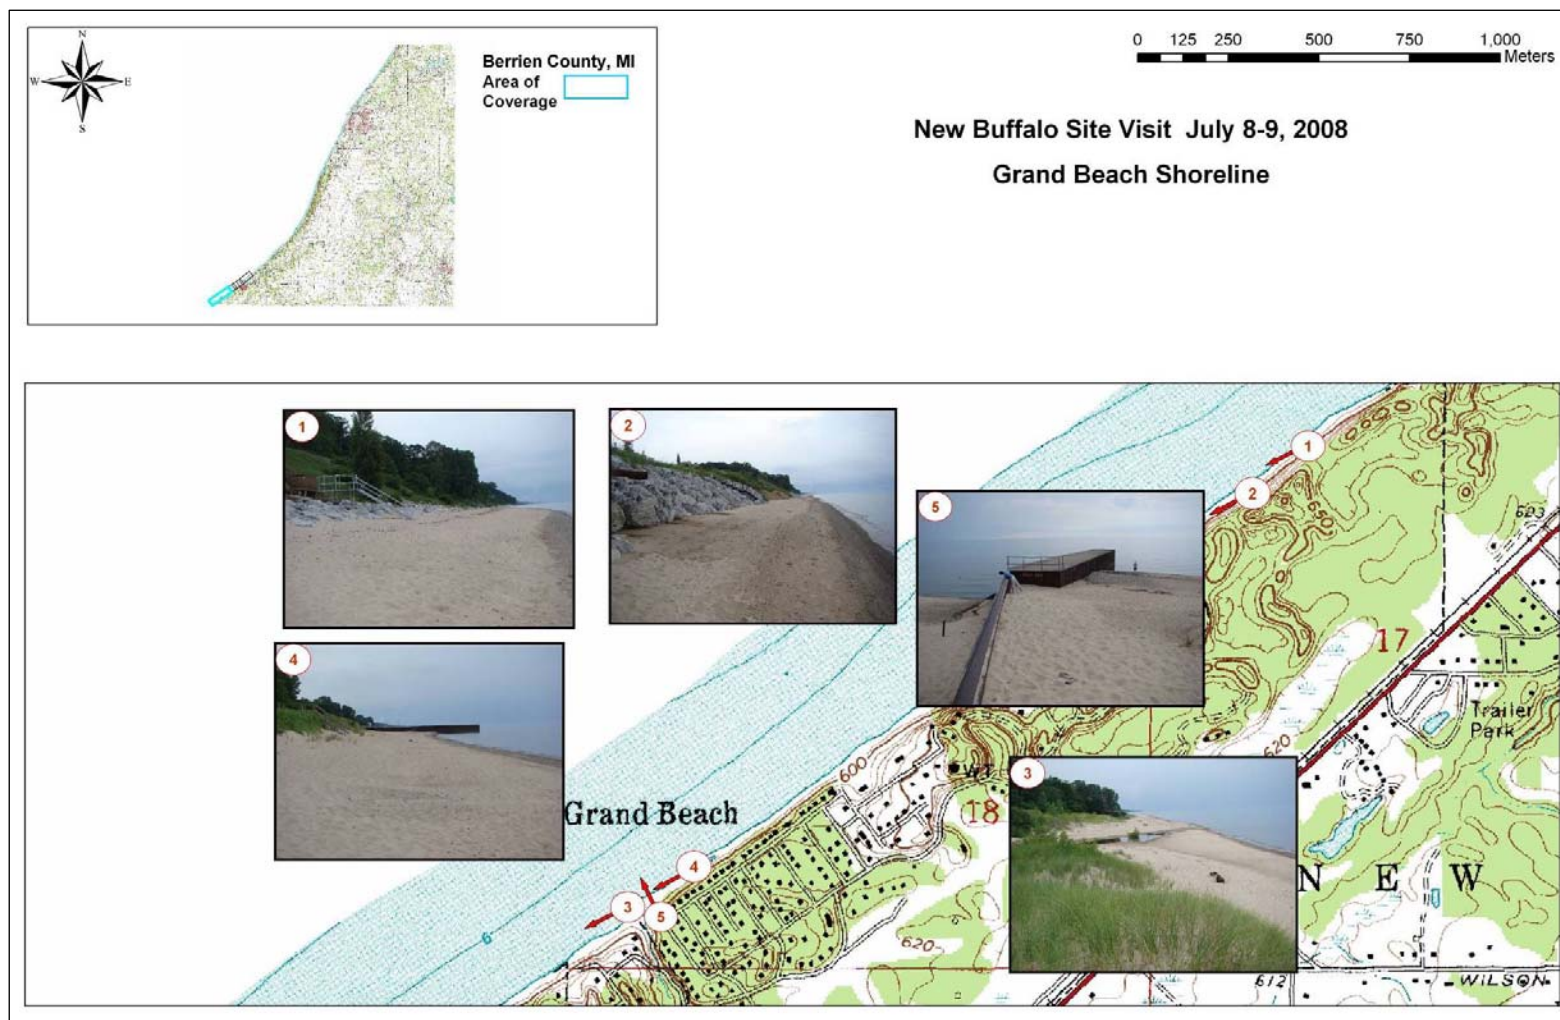 N
W
E
S
Berrien County, MI
Area of
Coverage
0 125 250 500 750 1,000
Meters
New Buffalo Site Visit July 8-9, 2008
Grand Beach Shoreline
1
2
1
2
5
650
623
4
17
Trailer
Park
600
620
3
Grand Beach
18
N E W
4
3
5
6
620
612
WILSON